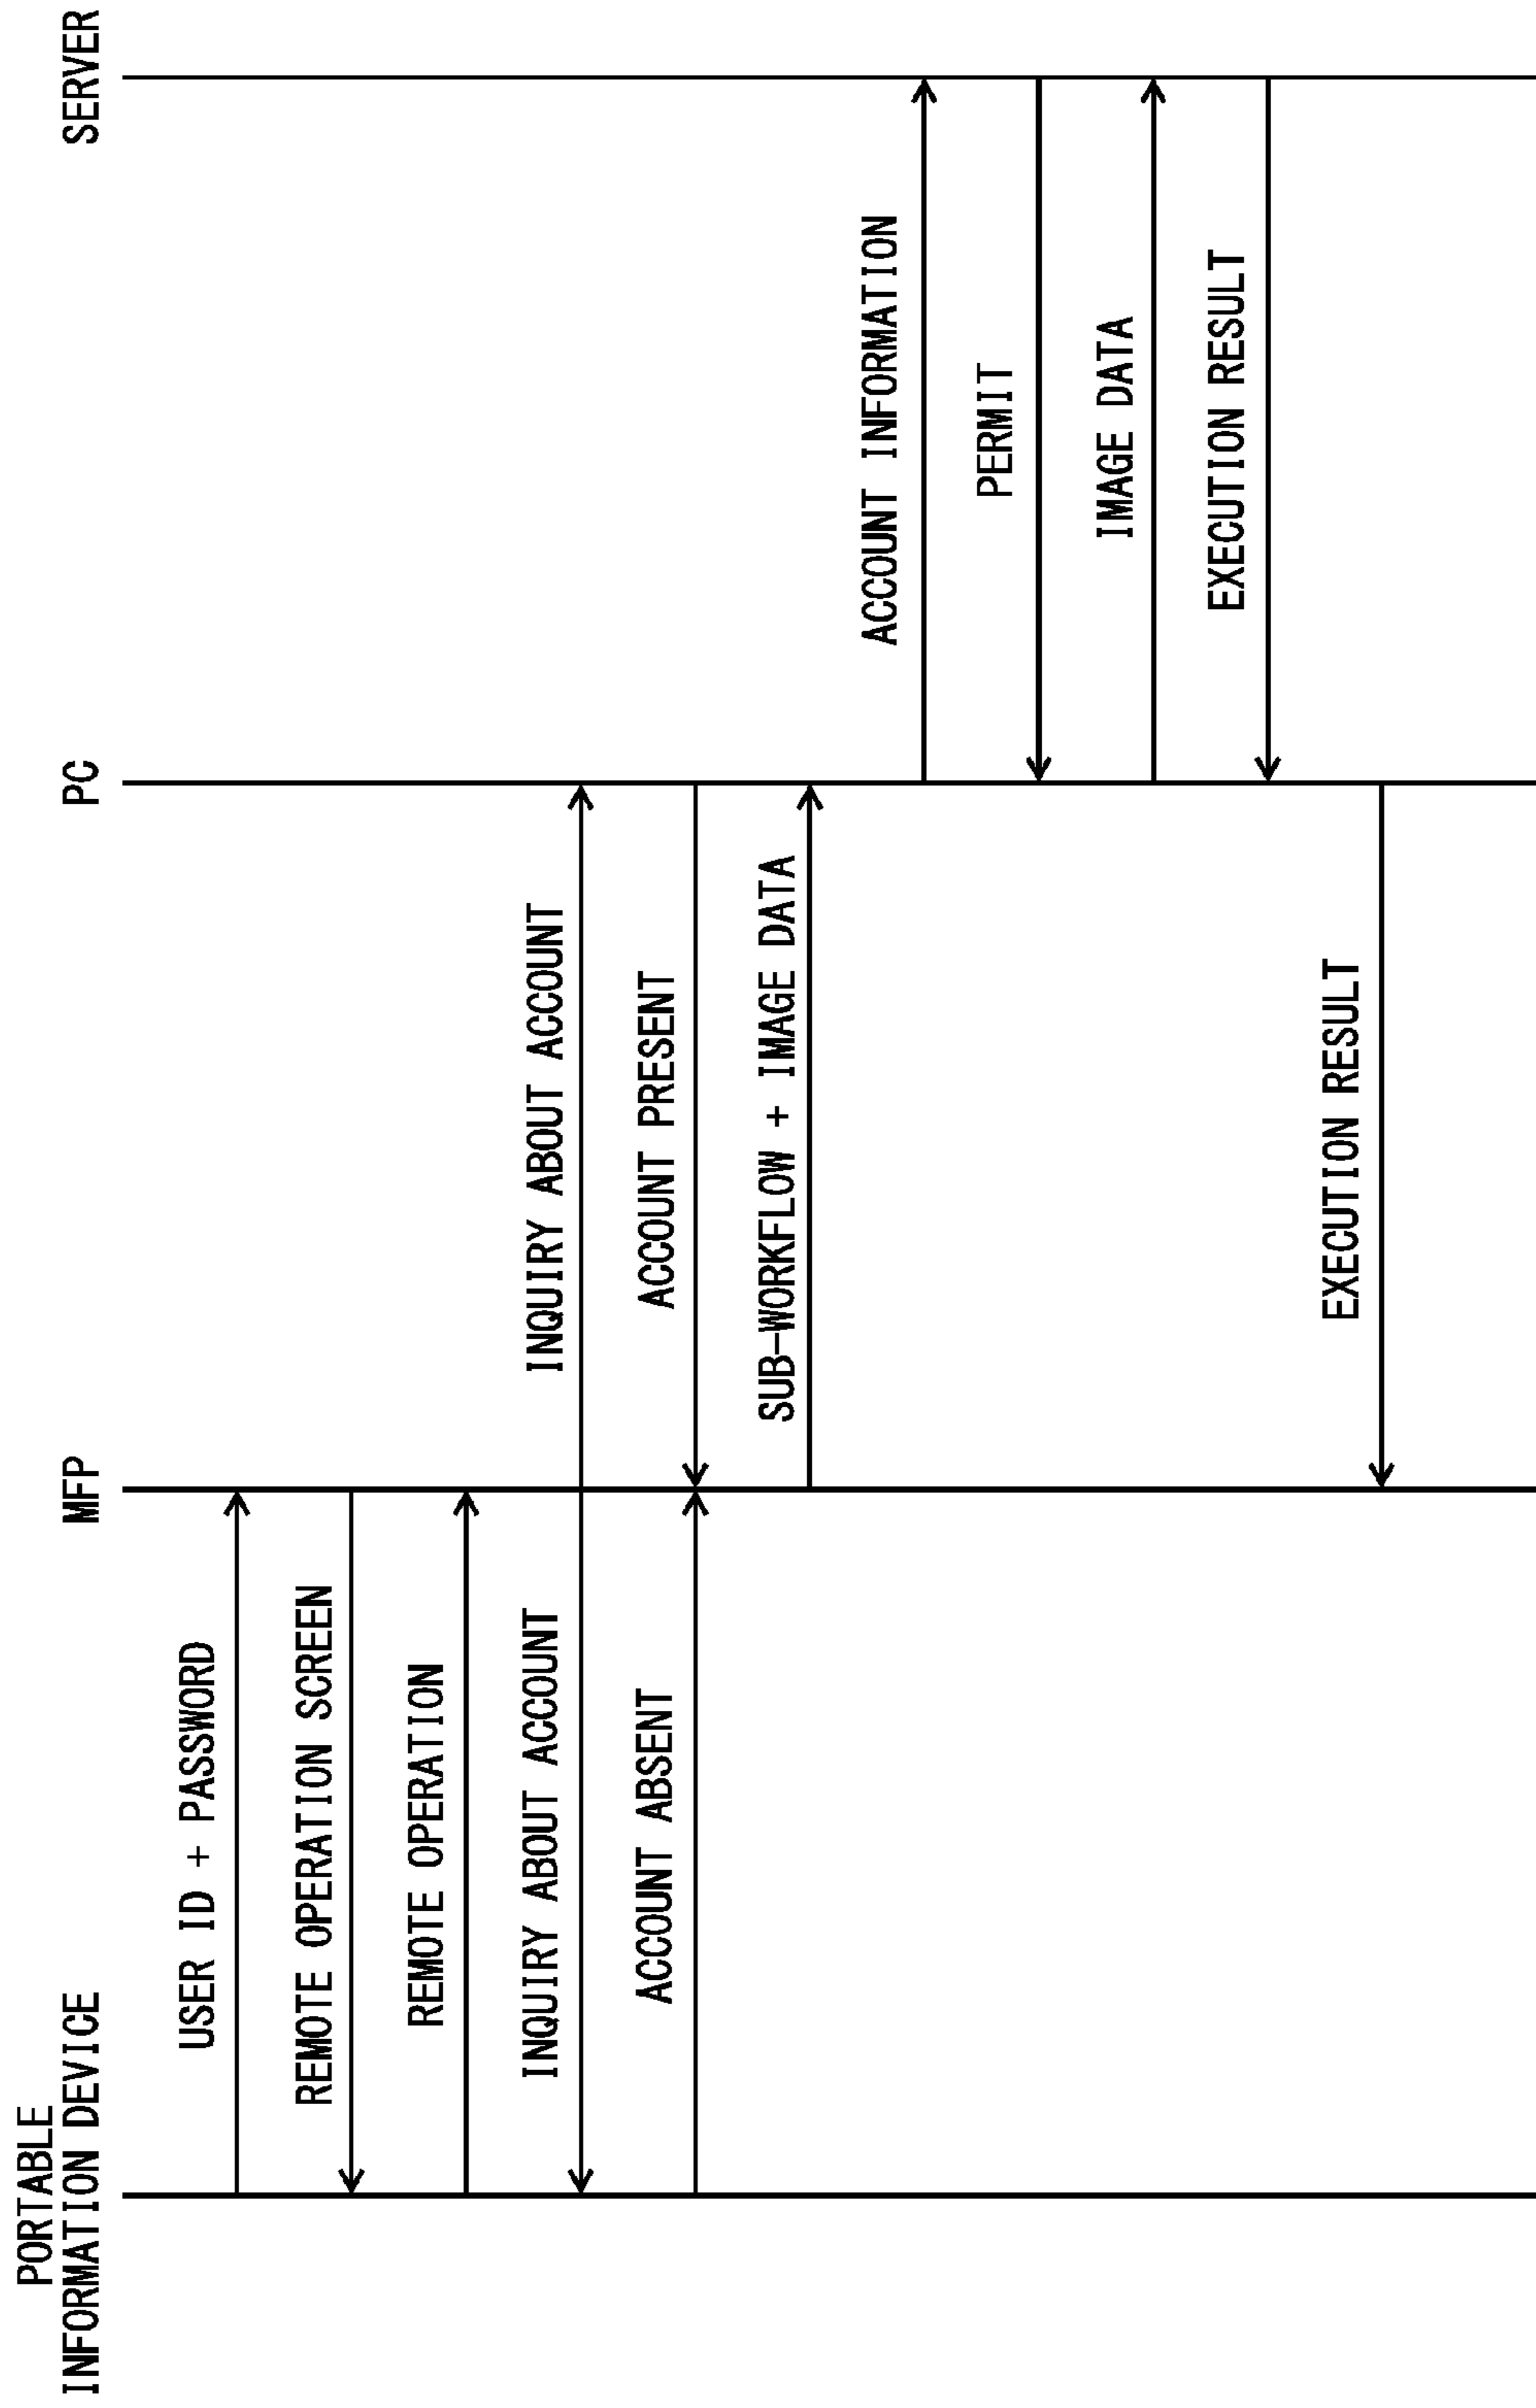 PORTABLE
INFORMATION DEVICE
MFP
PC
SERVER
USER ID + PASSWORD
REMOTE OPERATION SCREEN
REMOTE OPERATION
INQUIRY ABOUT ACCOUNT
INQUIRY ABOUT ACCOUNT
ACCOUNT ABSENT
ACCOUNT PRESENT
SUB-WORKFLOW + IMAGE DATA
ACCOUNT INFORMATION
PERMIT
IMAGE DATA
EXECUTION RESULT
EXECUTION RESULT